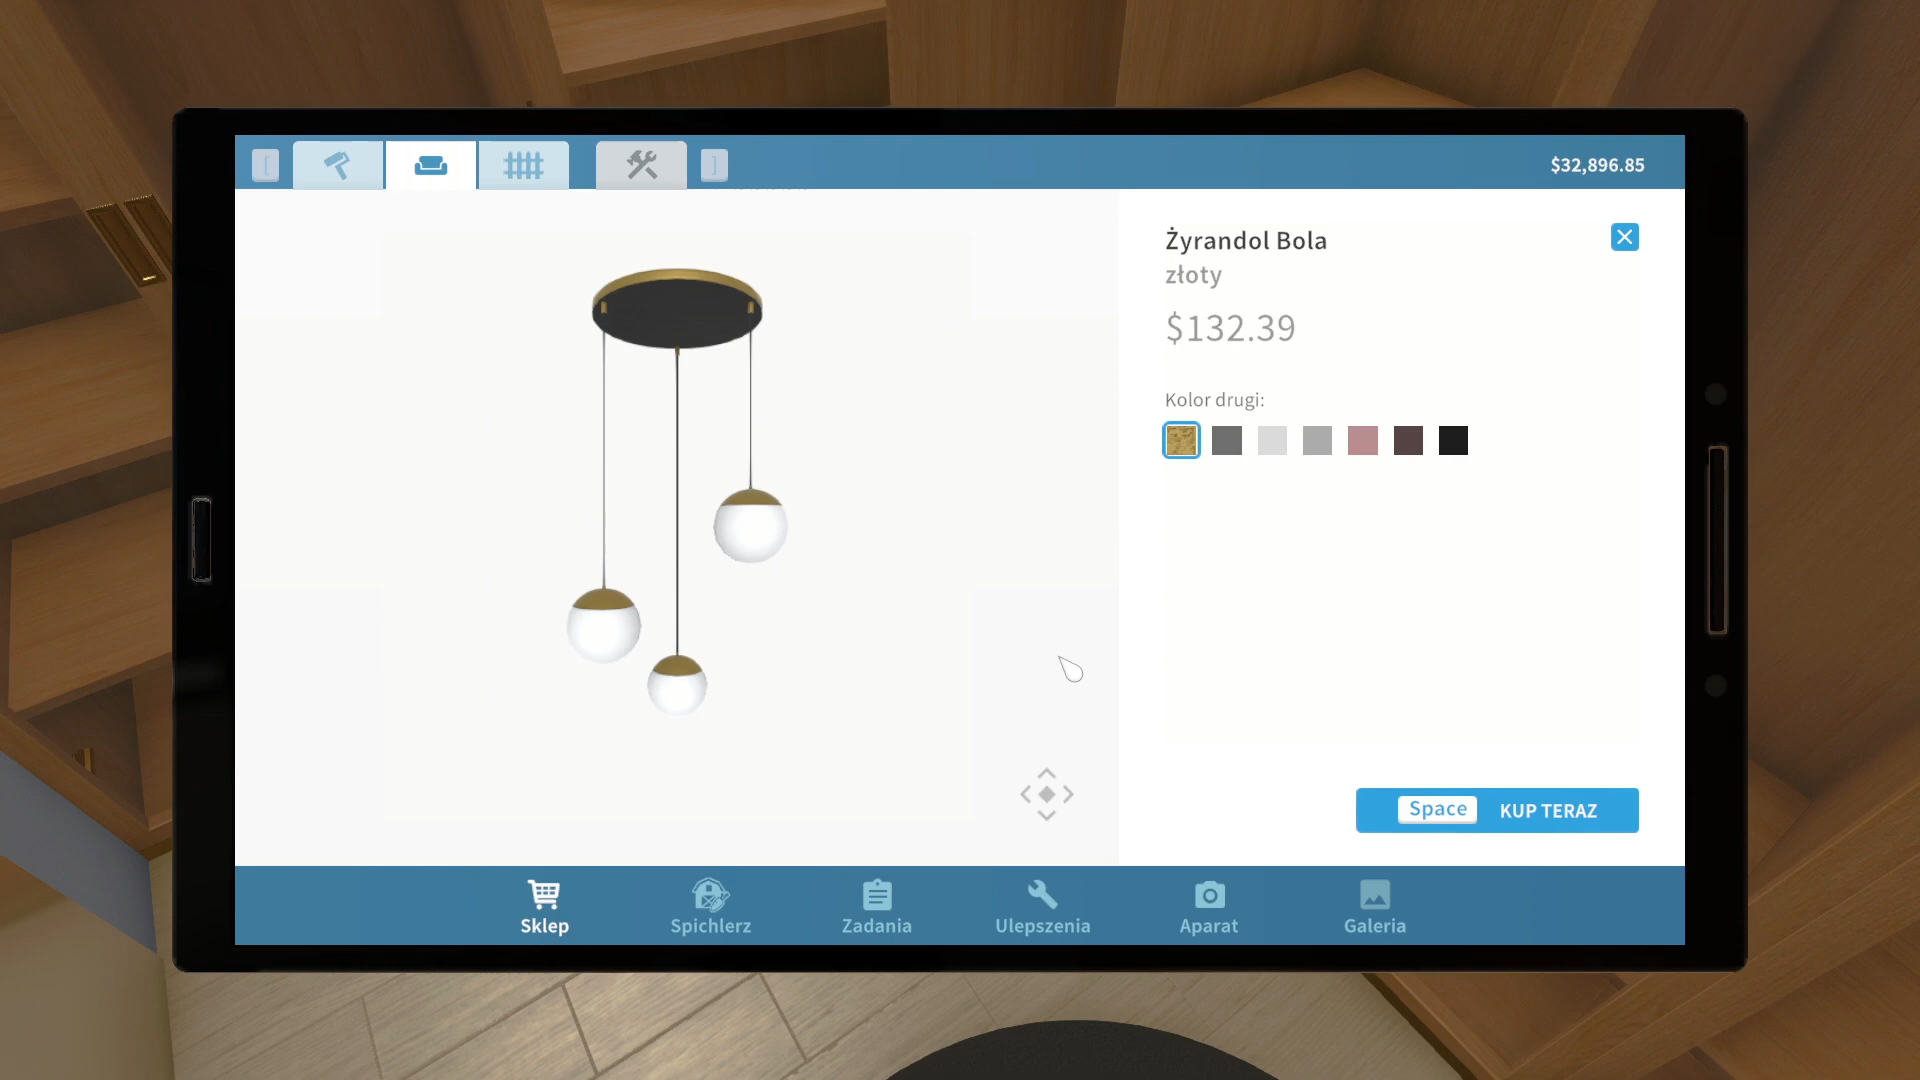 [
]
$32,896.85
Żyrandol Bola
złoty
$132.39
Kolor drugi:
Space KUP TERAZ
Sklep
Spichlerz
Zadania
Ulepszenia
Aparat
Galeria